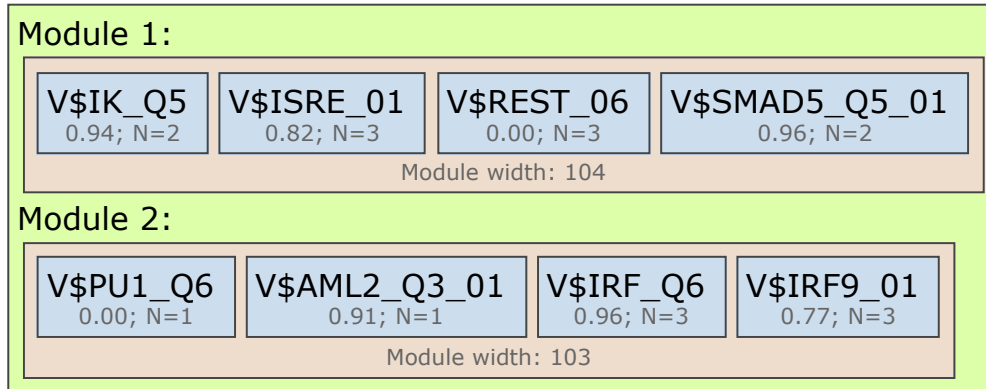 Module 1:
V$IK_Q5 V$ISRE_01 V$REST_06 V$SMAD5_Q5_01
0.94; N=2 0.82; N=3 0.00; N=3 0.96; N=2
Module width: 104
Module 2:
V$PU1_Q6 V$AML2_Q3_01 V$IRF_Q6 V$IRF9_01
0.00; N=1 0.91; N=1 0.96; N=3 0.77; N=3
Module width: 103